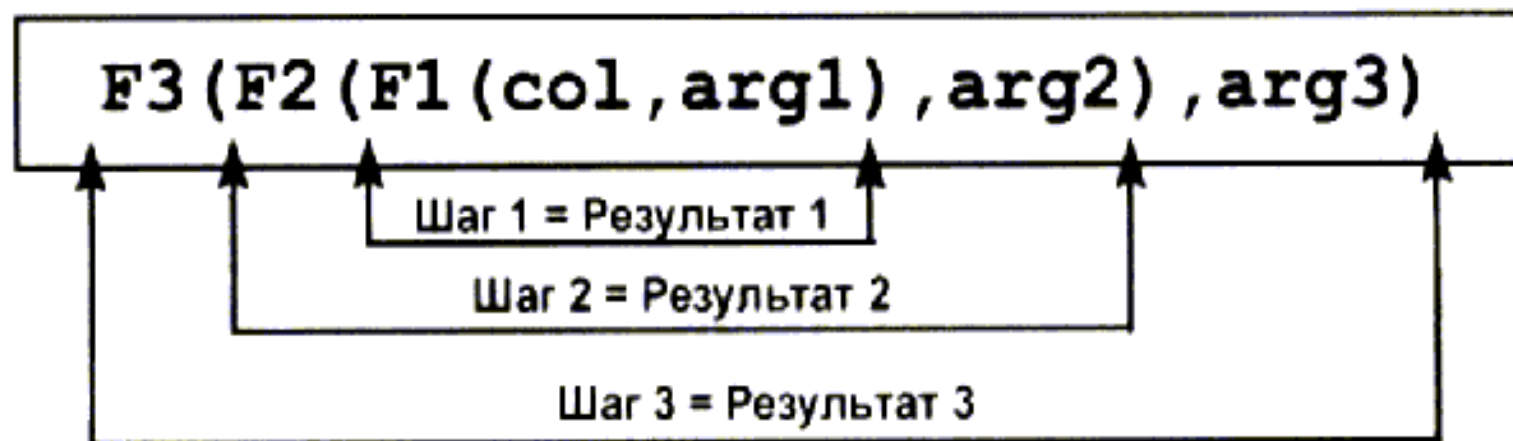 F3(F2(F1(col,arg1),arg2),arg3)
Шаг 1 = Результат 1
Шаг 2 = Результат 2
Шаг 3 = Результат 3